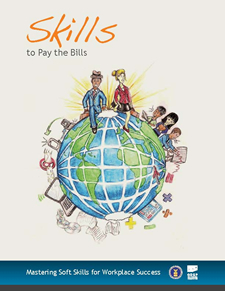 Skills
to Pay the Bills
Mastering Soft Skills for Workplace Success